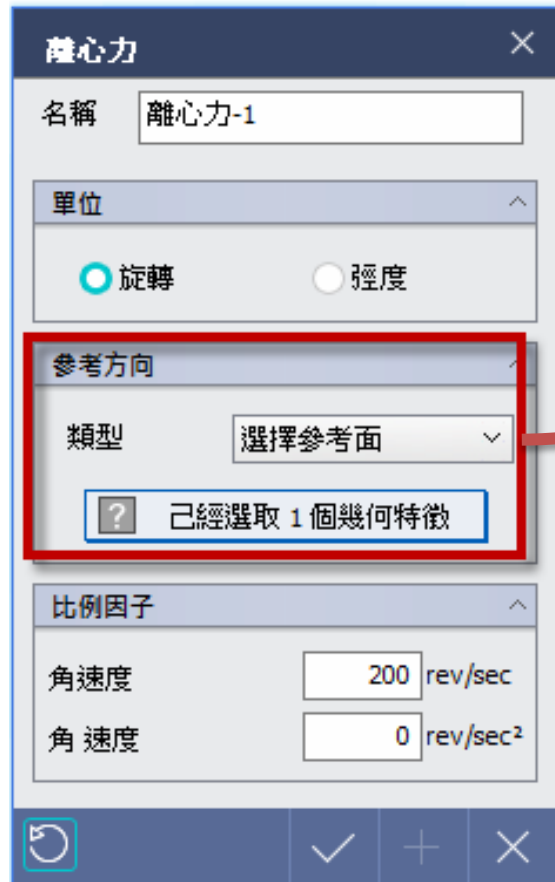 離心力
名稱 離心力-1
單位
旋轉 弳度
參考方向
類型 選擇參考面
? 己經選取 1 個幾何特徵
比例因子
角速度 200 rev/sec
角 速度 0 rev/sec²